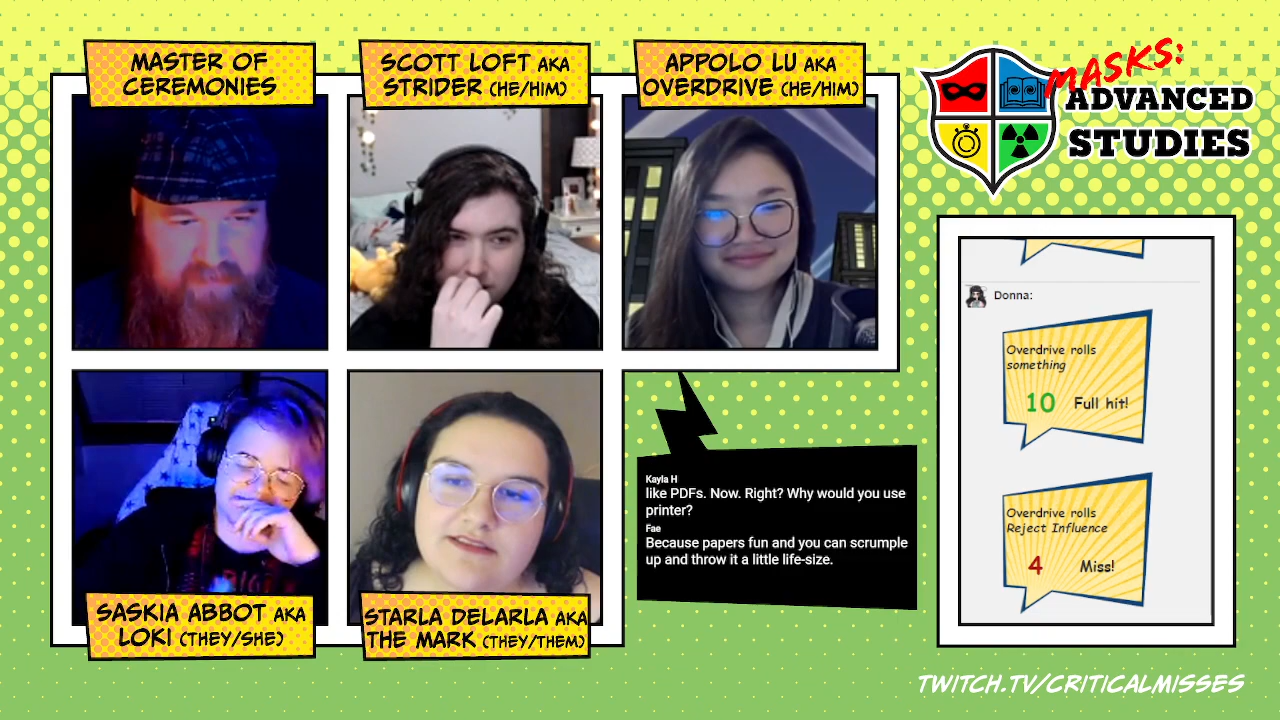 MASTER OF
CEREMONIES
SCOTT LOFT AKA
STRIDER (HE/HIM)
APPOLO LU AKA
OVERDRIVE (HE/HIM)
MASKS:
ADVANCED
STUDIES
Donna:
Overdrive rolls
something
10 Full hit!
Overdrive rolls
Reject Influence
4 Miss!
Kayla H
like PDFs. Now. Right? Why would you use
printer?
Fae
Because papers fun and you can scrumple
up and throw it a little life-size.
SASKIA ABBOT AKA
LOKI (THEY/SHE)
STARLA DELARLA AKA
THE MARK (THEY/THEM)
TWITCH.TV/CRITICALMISSES